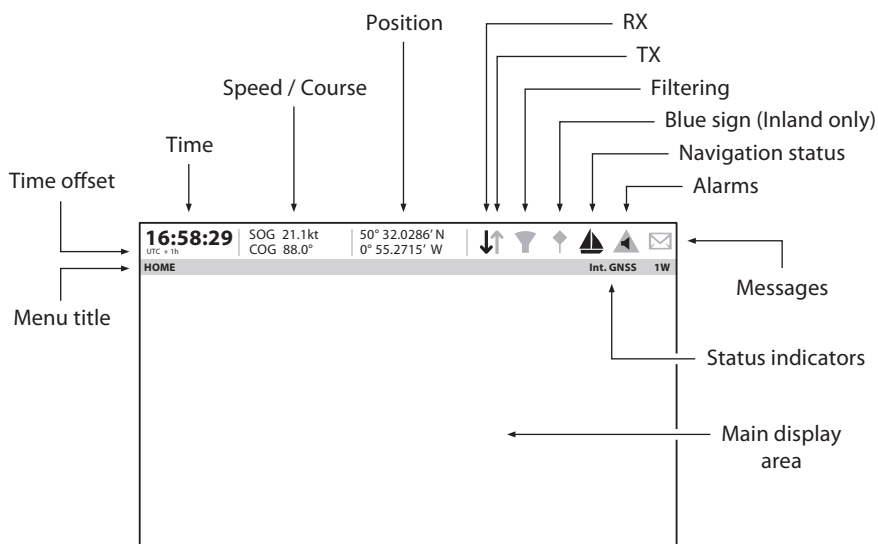 Position
RX
TX
Speed / Course
Filtering
Blue sign (Inland only)
Time
Navigation status
Time offset
Alarms
16:58:29
UTC + 1h
SOG 21.1kt
COG 88.0°
50° 32.0286′ N
0° 55.2715′ W
HOME
Int. GNSS
1W
Messages
Menu title
Status indicators
Main display
area